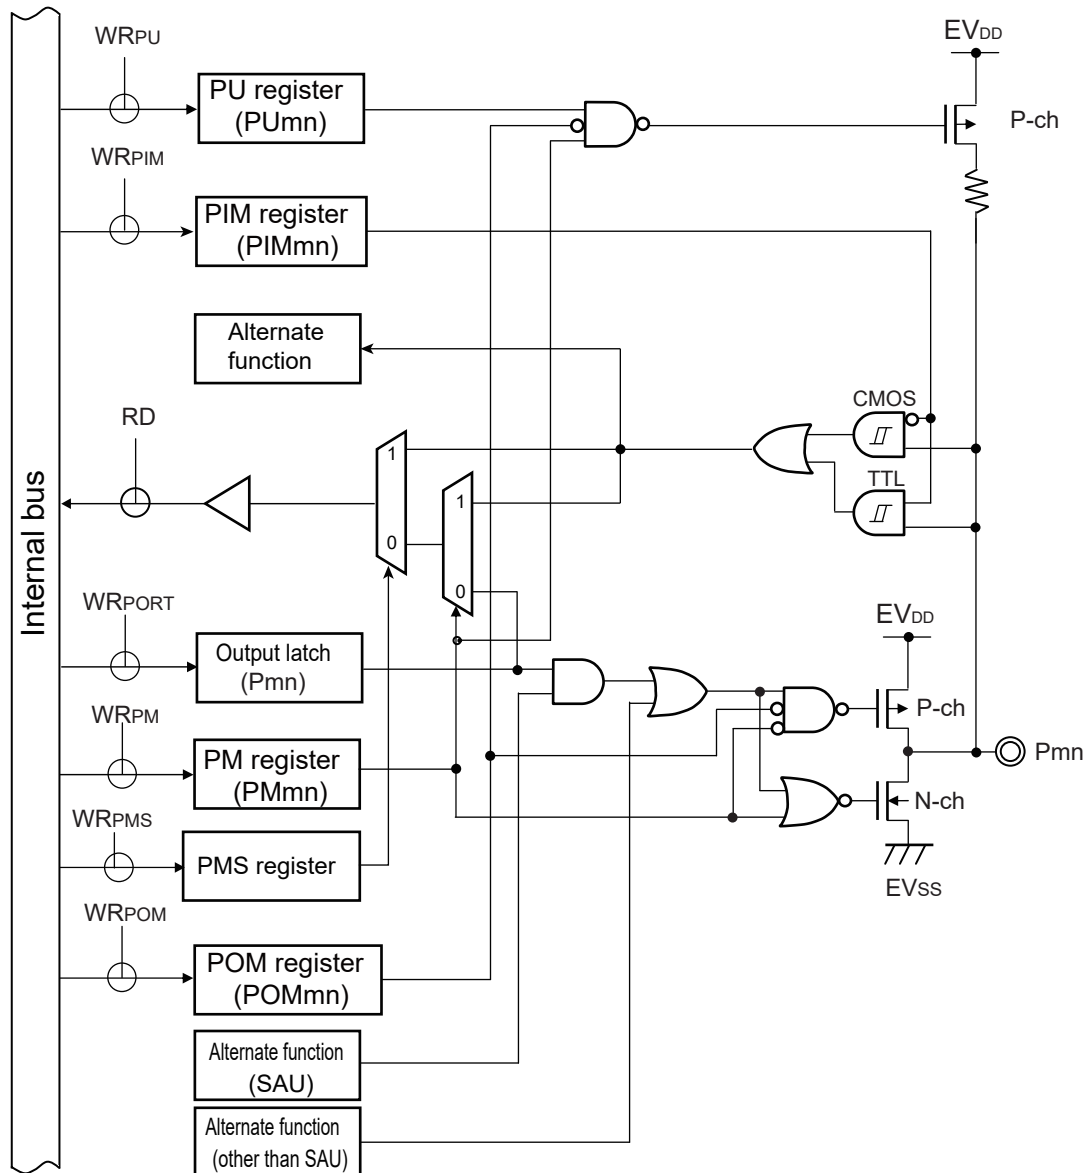 WRPU
EVDD
PU register
(PUmn)
P-ch
WRPIM
PIM register
(PIMmn)
Alternate
function
CMOS
RD
1
TTL
1
0
0
Internal bus
WRPORT
EVDD
Output latch
(Pmn)
P-ch
WRPM
Pmn
PM register
(PMmn)
N-ch
WRPMS
PMS register
EVSS
WRPOM
POM register
(POMmn)
Alternate function
(SAU)
Alternate function
(other than SAU)